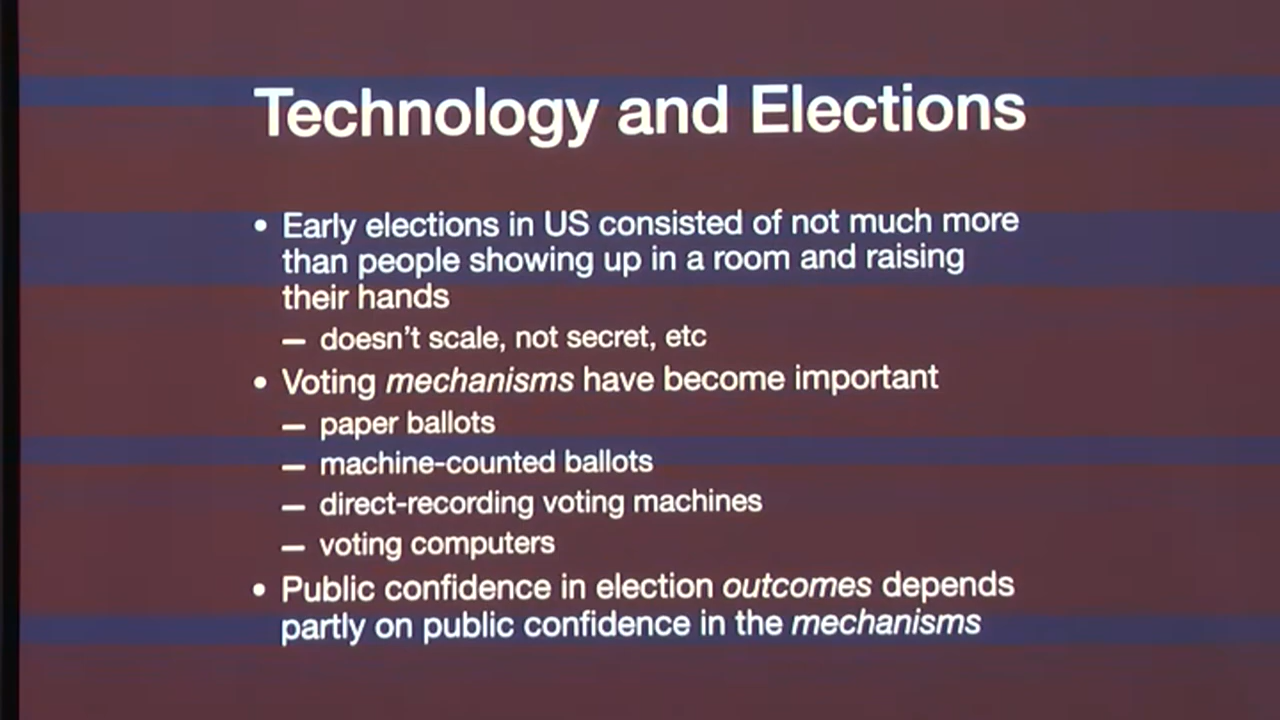 Technology and Elections
• Early elections in US consisted of not much more
than people showing up in a room and raising
their hands
— doesn't scale, not secret, etc
• Voting mechanisms have become important
— paper ballots
— machine-counted ballots
— direct-recording voting machines
— voting computers
• Public confidence in election outcomes depends
partly on public confidence in the mechanisms